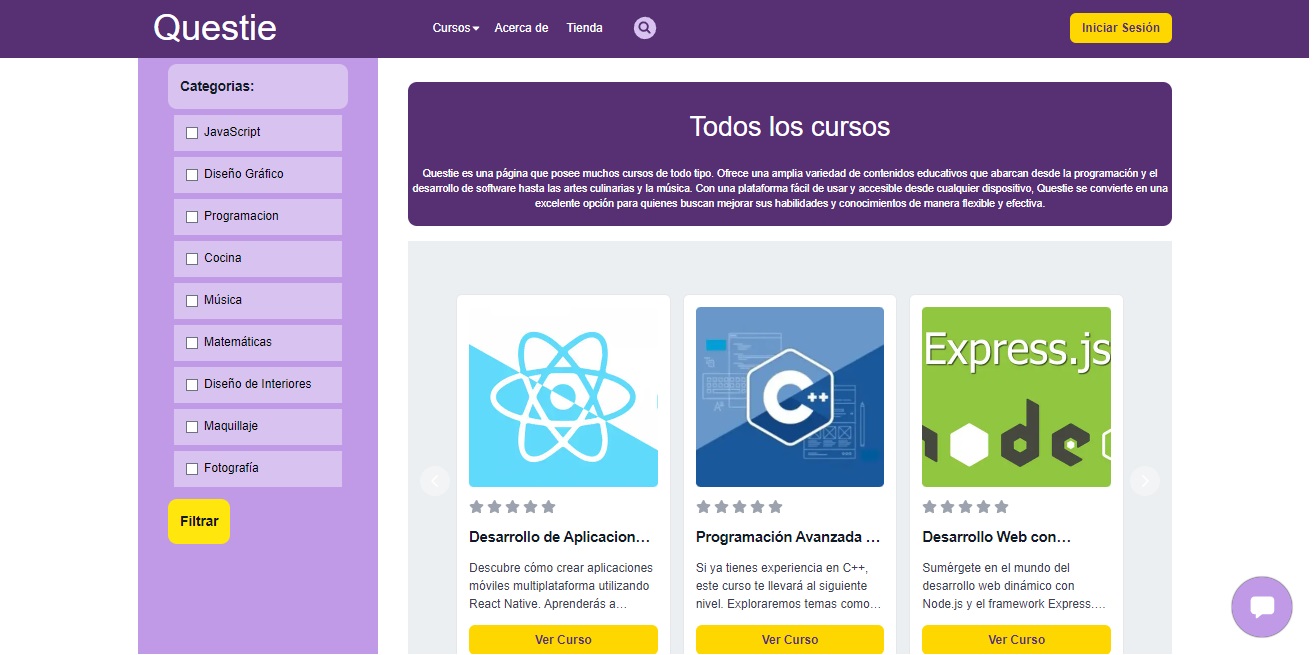 Questie
Cursos
Acerca de
Tienda
Iniciar Sesión
Categorias:
JavaScript
Diseño Gráfico
Programacion
Cocina
Música
Matemáticas
Diseño de Interiores
Maquillaje
Fotografía
Filtrar
Todos los cursos
Questie es una página que posee muchos cursos de todo tipo. Ofrece una amplia variedad de contenidos educativos que abarcan desde la programación y el
desarrollo de software hasta las artes culinarias y la música. Con una plataforma fácil de usar y accesible desde cualquier dispositivo, Questie se convierte en una
excelente opción para quienes buscan mejorar sus habilidades y conocimientos de manera flexible y efectiva.
Desarrollo de Aplicacion...
Descubre cómo crear aplicaciones
móviles multiplataforma utilizando
React Native. Aprenderás a...
Ver Curso
C++
Programación Avanzada ...
Si ya tienes experiencia en C++,
este curso te llevará al siguiente
nivel. Exploraremos temas como...
Ver Curso
Express.js
node
Desarrollo Web con...
Sumérgete en el mundo del
desarrollo web dinámico con
Node.js y el framework Express....
Ver Curso